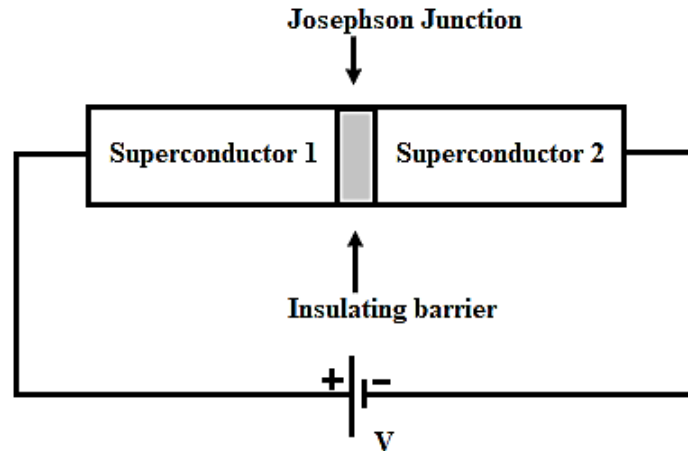 Josephson Junction
Superconductor 1
Superconductor 2
Insulating barrier
+ −
V